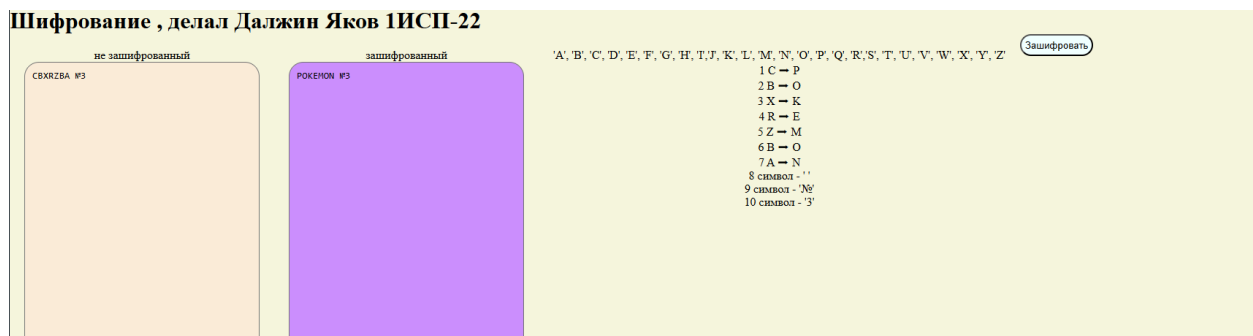 Шифрование , делал Далжин Яков 1ИСП-22
не зашифрованный
зашифрованный
'A', 'B', 'C', 'D', 'E', 'F', 'G', 'H', 'I','J', 'K', 'L', 'M', 'N', 'O', 'P', 'Q', 'R','S', 'T', 'U', 'V', 'W', 'X', 'Y', 'Z'
Зашифровать
CBXRZBA №3
POKEMON №3
1 C ➞ P
2 B ➞ O
3 X ➞ K
4 R ➞ E
5 Z ➞ M
6 B ➞ O
7 A ➞ N
8 символ - ' '
9 символ - '№'
10 символ - '3'